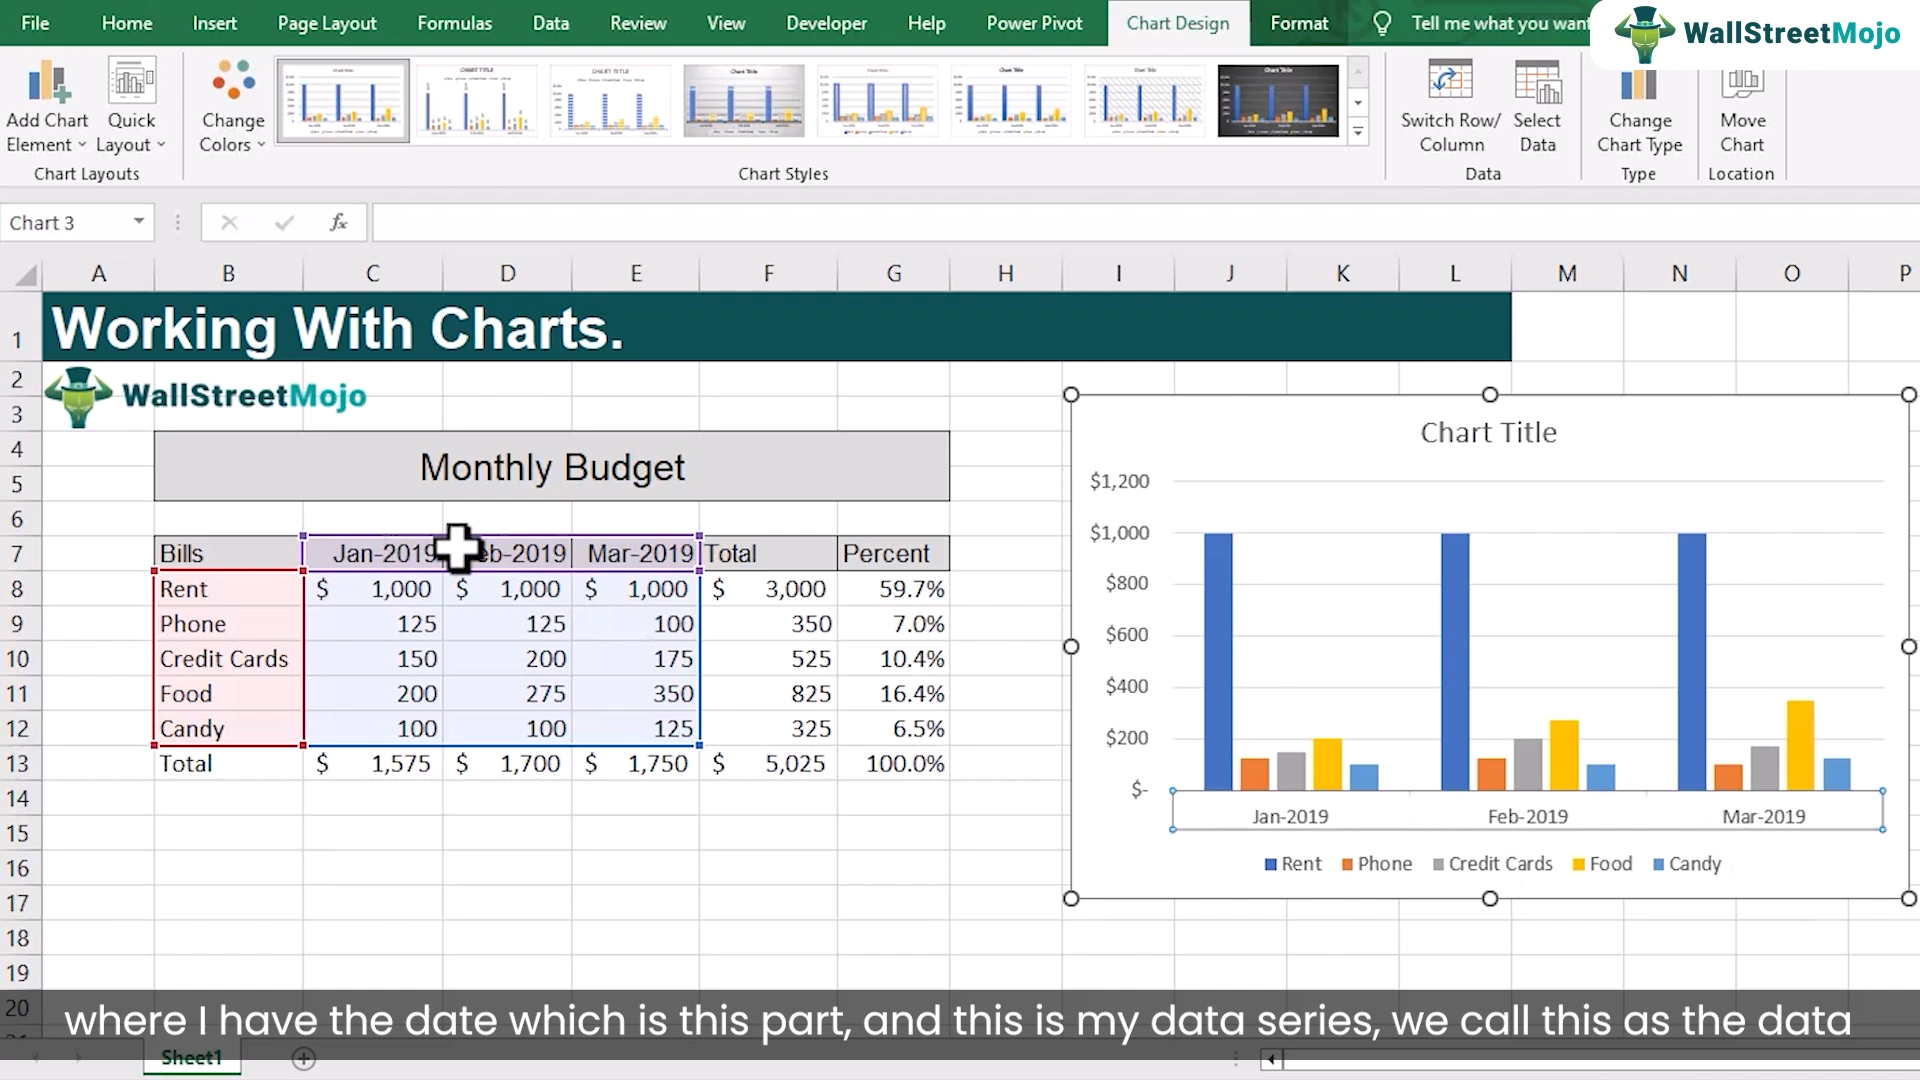 File Home Insert Page Layout Formulas Data Review View Developer Help Power Pivot Chart Design Format Tell me what you want
WallStreetMojo
Add Chart Element Quick Layout Change Colors Switch Row/ Column Select Data Change Chart Type Move Chart
Chart Layouts Chart Styles Data Type Location
Chart 3 fx
A B C D E F G H I J K L M N O P
1 Working With Charts.
2
WallStreetMojo
3
4
Monthly Budget
5
6
7 Bills Jan-2019 eb-2019 Mar-2019 Total Percent
8 Rent $ 1,000 $ 1,000 $ 1,000 $ 3,000 59.7%
9 Phone 125 125 100 350 7.0%
10 Credit Cards 150 200 175 525 10.4%
11 Food 200 275 350 825 16.4%
12 Candy 100 100 125 325 6.5%
13 Total $ 1,575 $ 1,700 $ 1,750 $ 5,025 100.0%
14
15
16
17
18
19
20
Chart Title
$1,200
$1,000
$800
$600
$400
$200
$-
Jan-2019 Feb-2019 Mar-2019
Rent Phone Credit Cards Food Candy
where I have the date which is this part, and this is my data series, we call this as the data
Sheet1